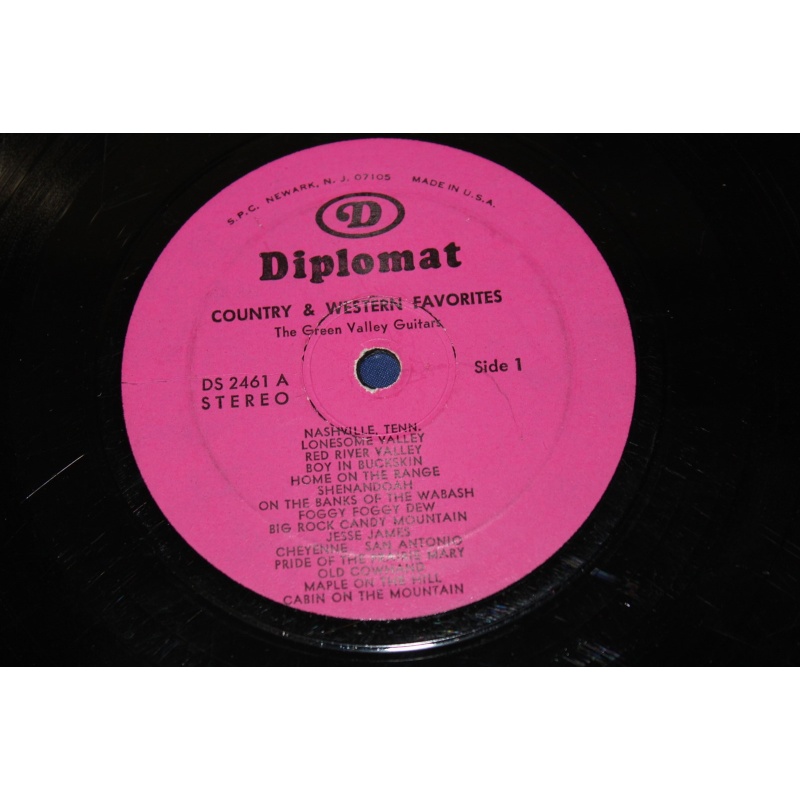 S.P.C. NEWARK, N. J. 07105 MADE IN U.S.A.
D
Diplomat
COUNTRY & WESTERN FAVORITES
The Green Valley Guitars
DS 2461 A
STEREO
Side 1
NASHVILLE, TENN.
LONESOME VALLEY
RED RIVER VALLEY
BOY IN BUCKSKIN
HOME ON THE RANGE
SHENANDOAH
ON THE BANKS OF THE WABASH
FOGGY FOGGY DEW
BIG ROCK CANDY MOUNTAIN
JESSE JAMES
CHEYENNE SAN ANTONIO
PRIDE OF THE PRAIRIE MARY
OLD COWHAND
MAPLE ON THE HILL
CABIN ON THE MOUNTAIN